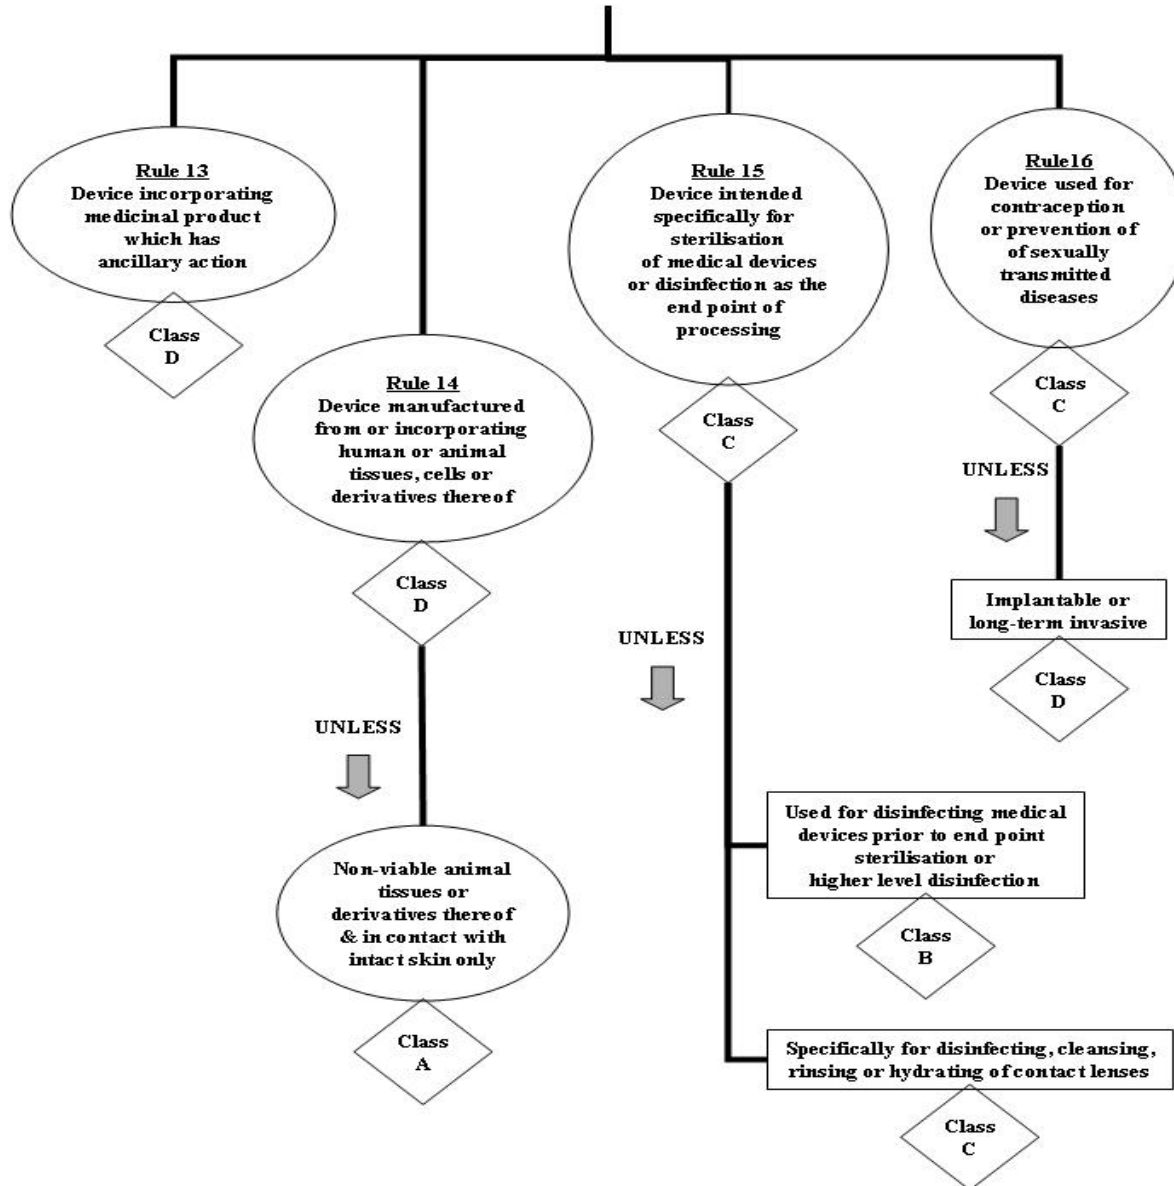 Rule 13
Device incorporating
medicinal product
which has
ancillary action
Class
D
Rule 14
Device manufactured
from or incorporating
human or animal
tissues, cells or
derivatives thereof
Class
D
UNLESS
Non-viable animal
tissues or
derivatives thereof
& in contact with
intact skin only
Class
A
Rule 15
Device intended
specifically for
sterilisation
of medical devices
or disinfection as the
end point of
processing
Class
C
UNLESS
Used for disinfecting medical
devices prior to end point
sterilisation or
higher level disinfection
Class
B
Specifically for disinfecting, cleansing,
rinsing or hydrating of contact lenses
Class
C
Rule16
Device used for
contraception
or prevention of
of sexually
transmitted
diseases
Class
C
UNLESS
Implantable or
long-term invasive
Class
D